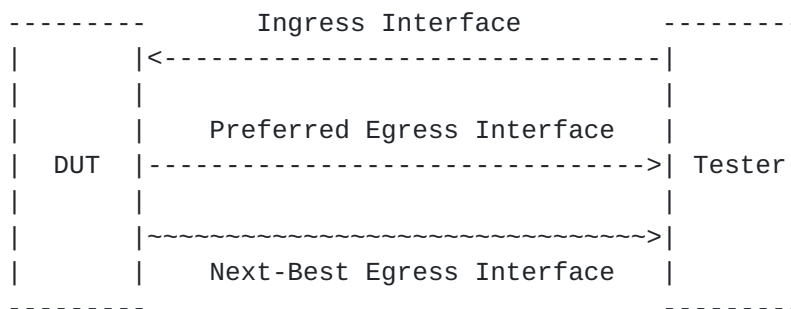 Ingress Interface
Preferred Egress Interface
DUT
Tester
Next-Best Egress Interface